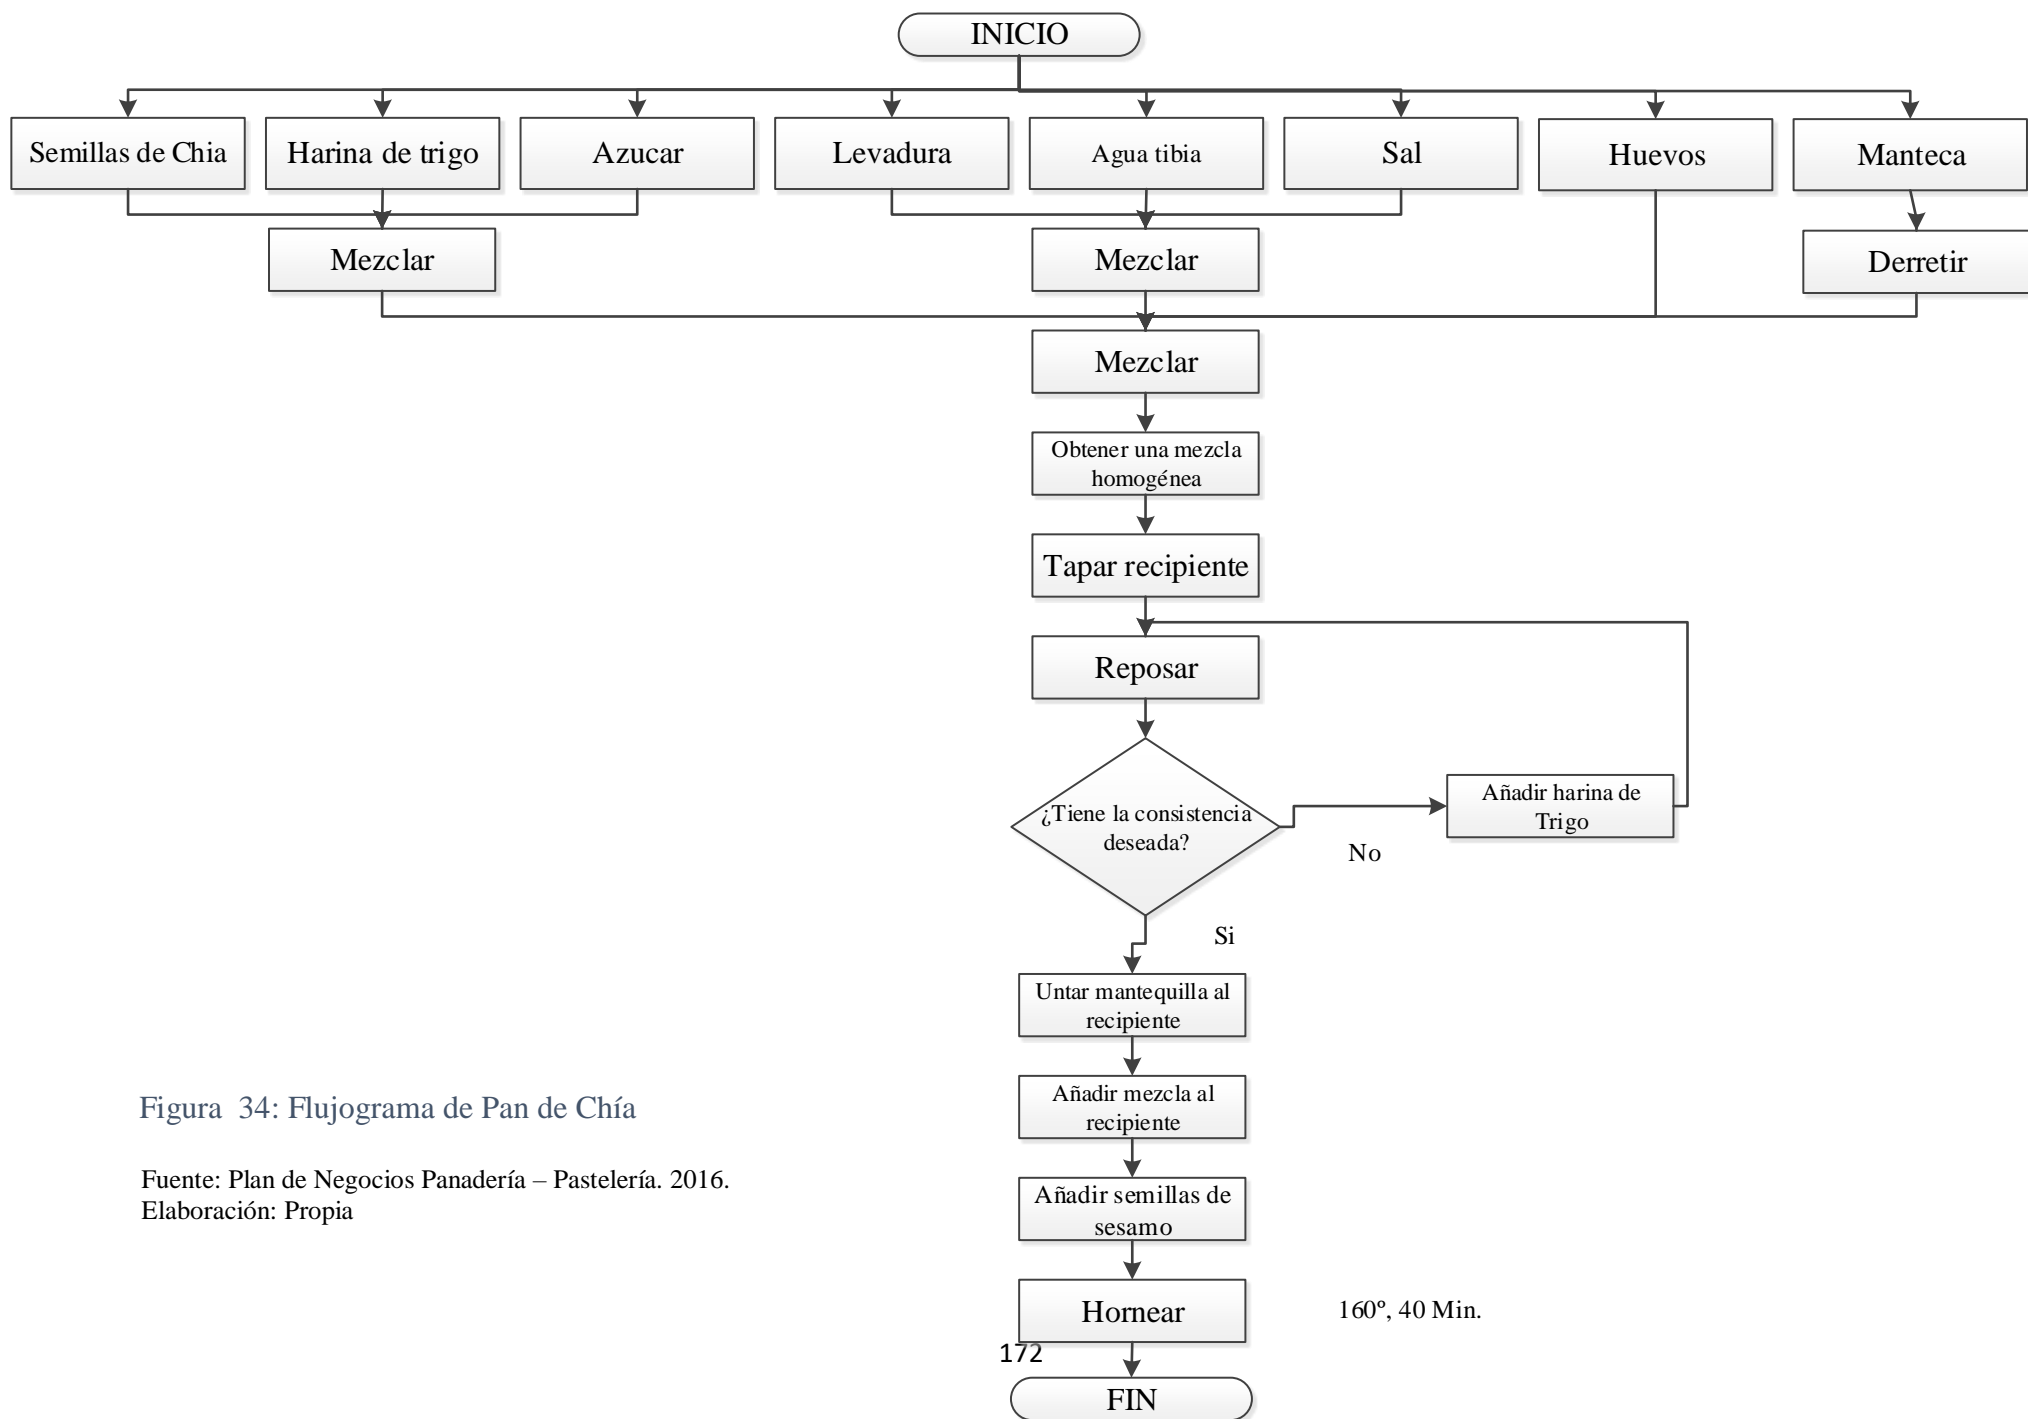 INICIO
Semillas de Chia
Harina de trigo
Azucar
Levadura
Agua tibia
Sal
Huevos
Manteca
Mezclar
Mezclar
Derretir
Mezclar
Obtener una mezcla
homogénea
Tapar recipiente
Reposar
¿Tiene la consistencia
deseada?
No
Añadir harina de
Trigo
Si
Untar mantequilla al
recipiente
Añadir mezcla al
recipiente
Añadir semillas de
sesamo
Hornear
160º, 40 Min.
172
FIN
Figura  34: Flujograma de Pan de Chía
Fuente: Plan de Negocios Panadería – Pastelería. 2016.
Elaboración: Propia